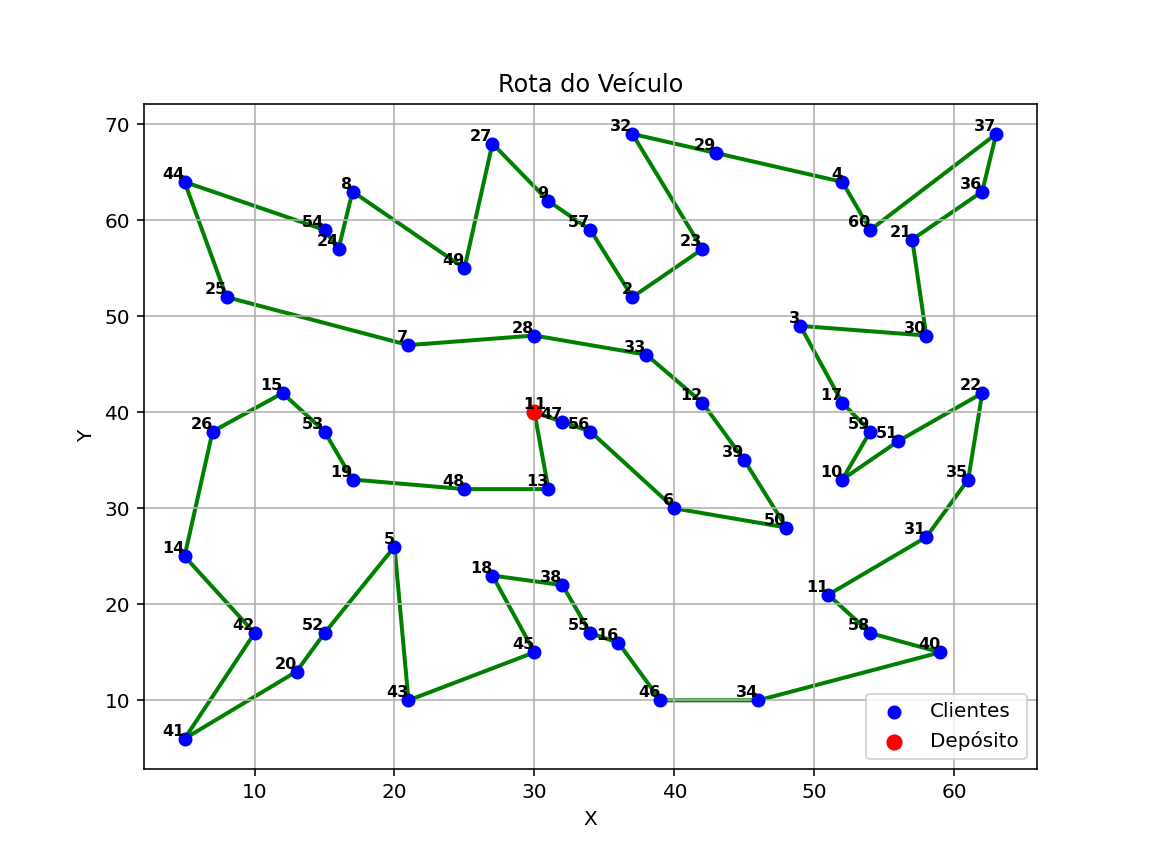 Rota do Veículo
70
60
50
40
30
20
10
Y
10 20 30 40 50 60
X
32 37
27 29
44 8 4 36
9
54 57 60 21
24 23
49
25 2
7 28 3 30
33
15 22
11 47 12 17
26 53 56 59 51
39
19 48 13 10 35
6
50 31
14 5
18 38
11
42 52 55 16 58
20 45 40
43 46 34
41
Clientes
Depósito